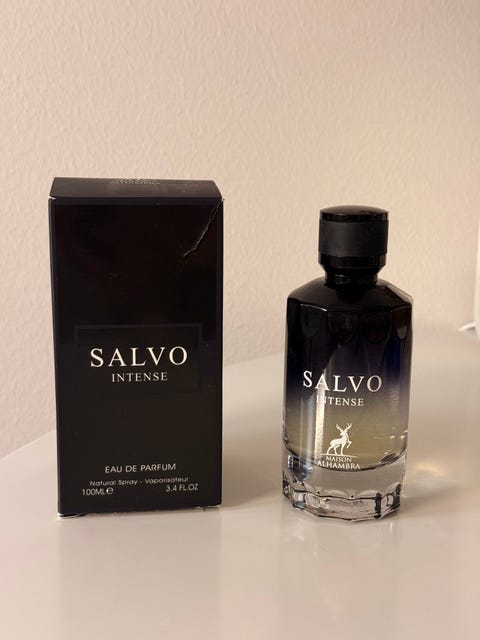 SALVO
INTENSE
EAU DE PARFUM
Natural Spray - Vaporisateur
100ML℮ 3.4 FL.OZ
SALVO
INTENSE
MAISON
ALHAMBRA